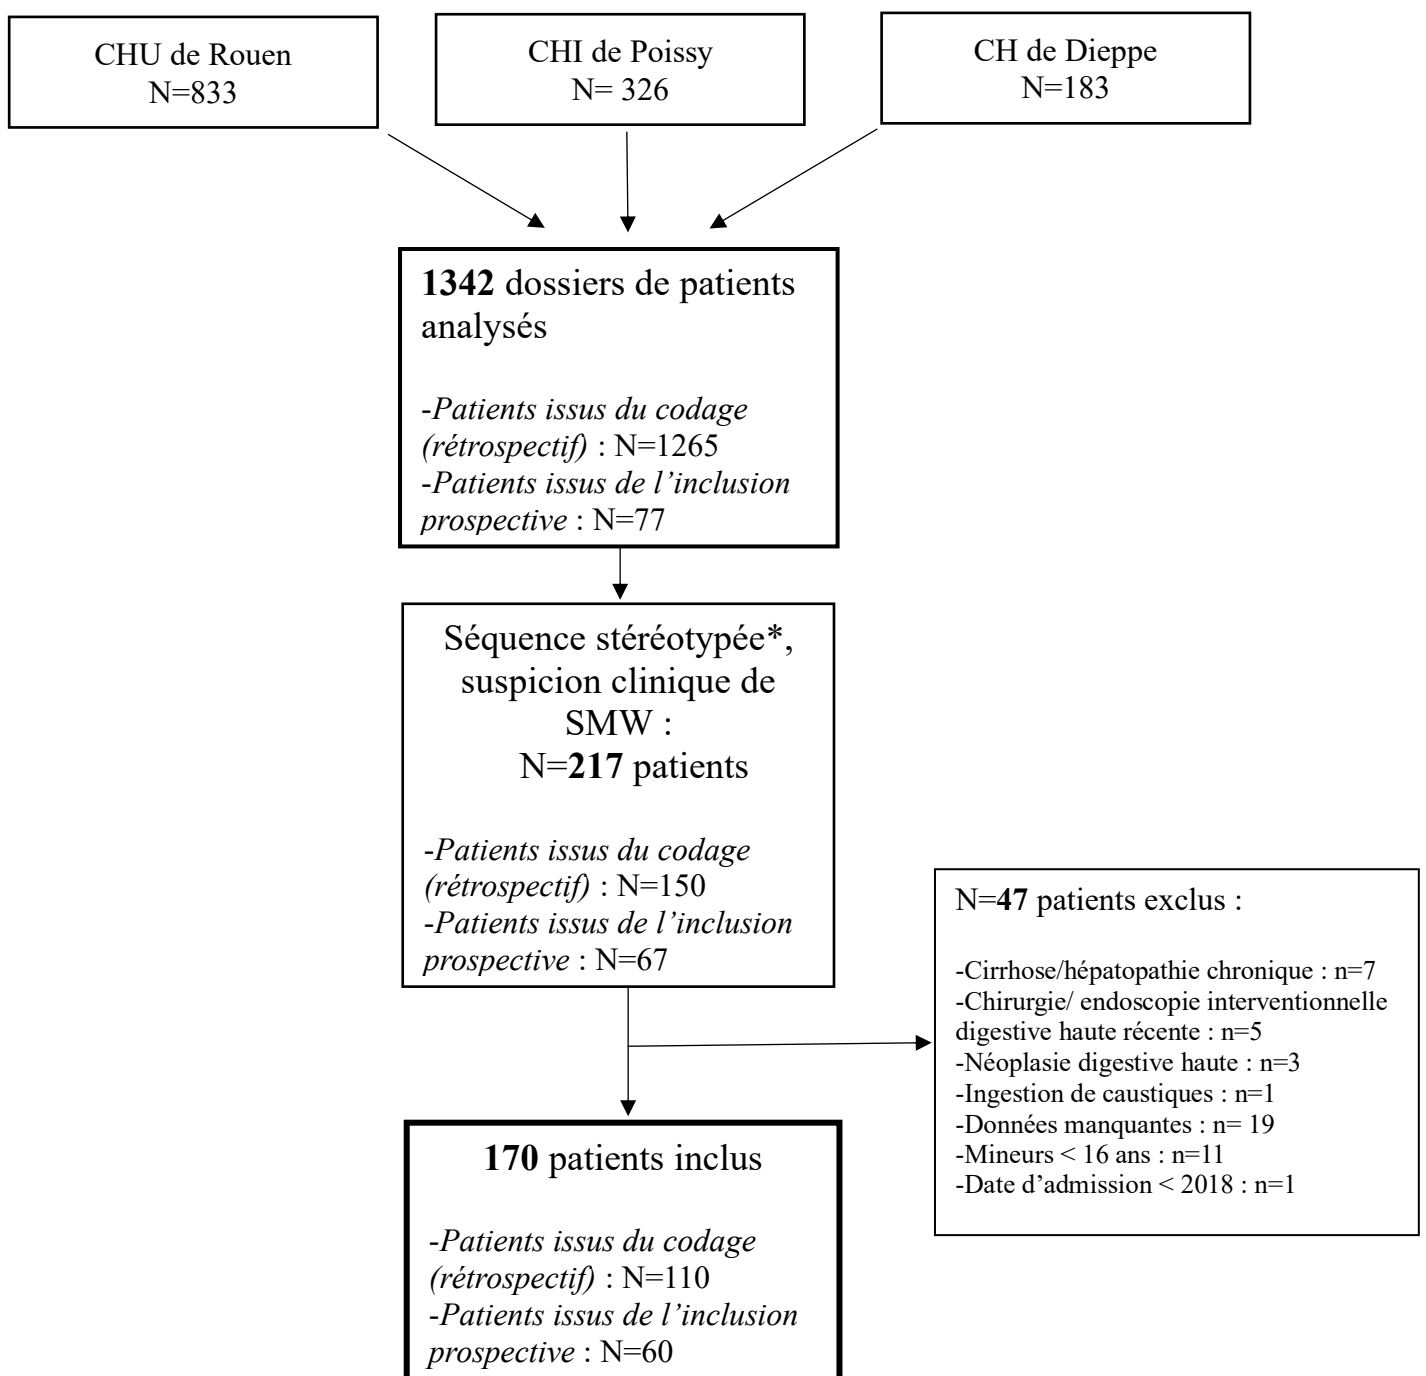 CHU de Rouen
N=833
CHI de Poissy
N= 326
CH de Dieppe
N=183
1342 dossiers de patients
analysés
-Patients issus du codage
(rétrospectif) : N=1265
-Patients issus de l’inclusion
prospective : N=77
Séquence stéréotypée*,
suspicion clinique de
SMW :
N=217 patients
-Patients issus du codage
(rétrospectif) : N=150
-Patients issus de l’inclusion
prospective : N=67
N=47 patients exclus :
-Cirrhose/hépatopathie chronique : n=7
-Chirurgie/ endoscopie interventionnelle
digestive haute récente : n=5
-Néoplasie digestive haute : n=3
-Ingestion de caustiques : n=1
-Données manquantes : n= 19
-Mineurs < 16 ans : n=11
-Date d’admission < 2018 : n=1
170 patients inclus
-Patients issus du codage
(rétrospectif) : N=110
-Patients issus de l’inclusion
prospective : N=60